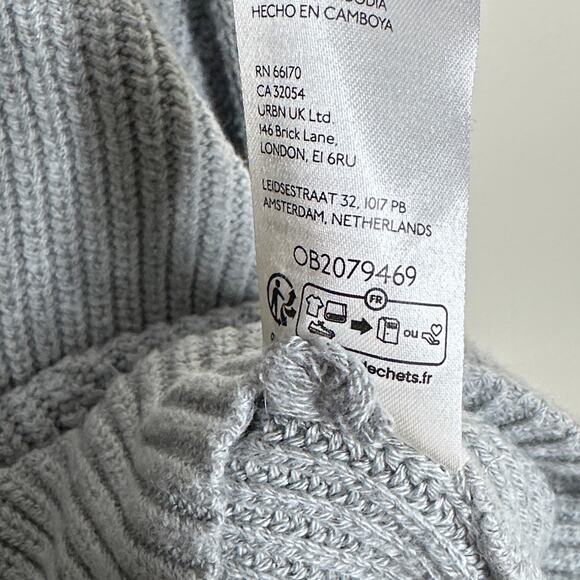 HECHO EN CAMBOYA
RN 66170
CA 32054
URBN UK Ltd.
146 Brick Lane,
LONDON, E1 6RU
LEIDSESTRAAT 32, 1017 PB
AMSTERDAM, NETHERLANDS
OB2079469
FR
OU